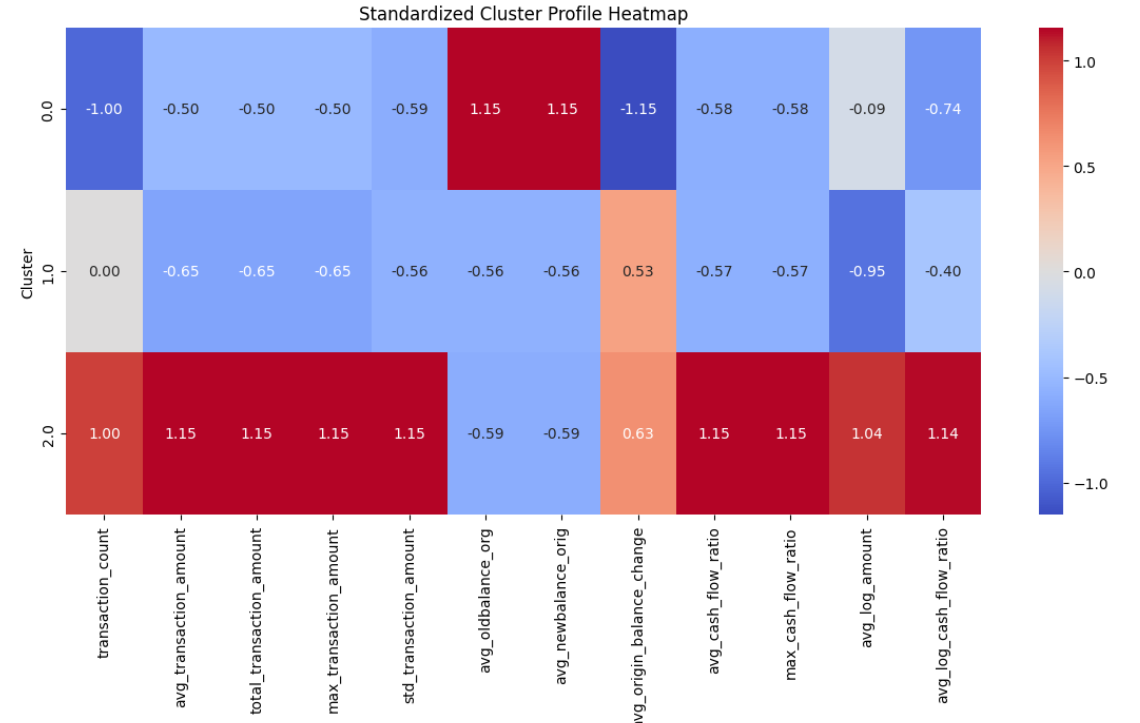 Standardized Cluster Profile Heatmap
0.0
-1.00 -0.50 -0.50 -0.50 -0.59 1.15 1.15 -1.15 -0.58 -0.58 -0.09 -0.74
1.0
0.00 -0.65 -0.65 -0.65 -0.56 -0.56 -0.56 0.53 -0.57 -0.57 -0.95 -0.40
2.0
1.00 1.15 1.15 1.15 1.15 -0.59 -0.59 0.63 1.15 1.15 1.04 1.14
Cluster
transaction_count
avg_transaction_amount
total_transaction_amount
max_transaction_amount
std_transaction_amount
avg_oldbalance_org
avg_newbalance_orig
avg_origin_balance_change
avg_cash_flow_ratio
max_cash_flow_ratio
avg_log_amount
avg_log_cash_flow_ratio
1.0
0.5
0.0
−0.5
−1.0